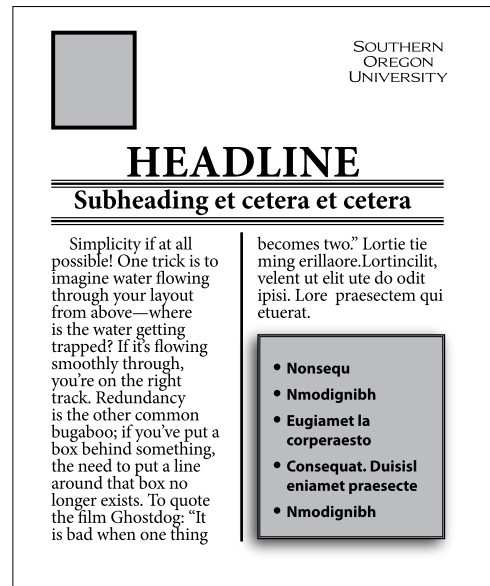 SOUTHERN
OREGON
UNIVERSITY
HEADLINE
Subheading et cetera et cetera
Simplicity if at all
possible! One trick is to
imagine water flowing
through your layout
from above—where
is the water getting
trapped? If it's flowing
smoothly through,
you're on the right
track. Redundancy
is the other common
bugaboo; if you've put a
box behind something,
the need to put a line
around that box no
longer exists. To quote
the film Ghostdog: “It
is bad when one thing
becomes two.” Lortie tie
ming erillaore.Lortincilit,
velent ut elit ute do odit
ipisi. Lore praesectem qui
etuerat.
• Nonsequ
• Nmodignibh
• Eugiamet la
corperaesto
• Consequat. Duisisl
eniamet praesecte
• Nmodignibh